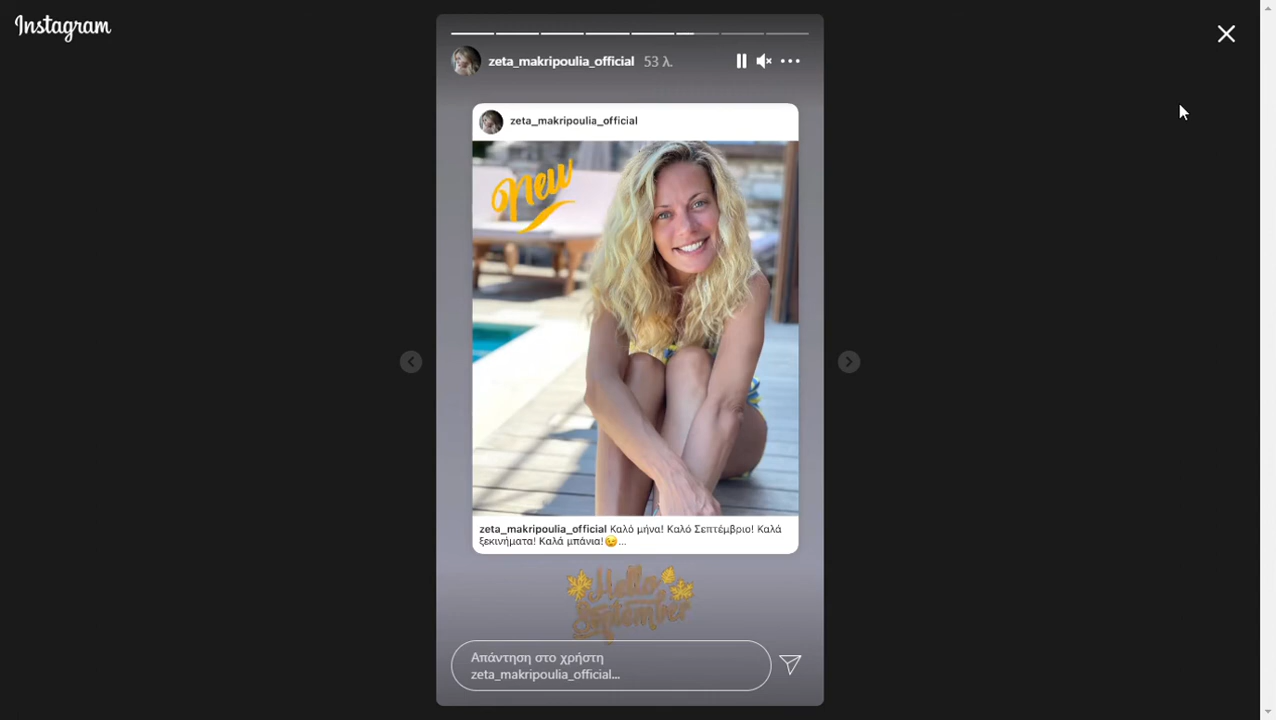 Instagram
zeta_makripoulia_official 53 λ.
zeta_makripoulia_official
New
zeta_makripoulia_official Καλό μήνα! Καλό Σεπτέμβριο! Καλά
ξεκινήματα! Καλά μπάνια!😉...
Hello
September
Απάντηση στο χρήστη
zeta_makripoulia_official...